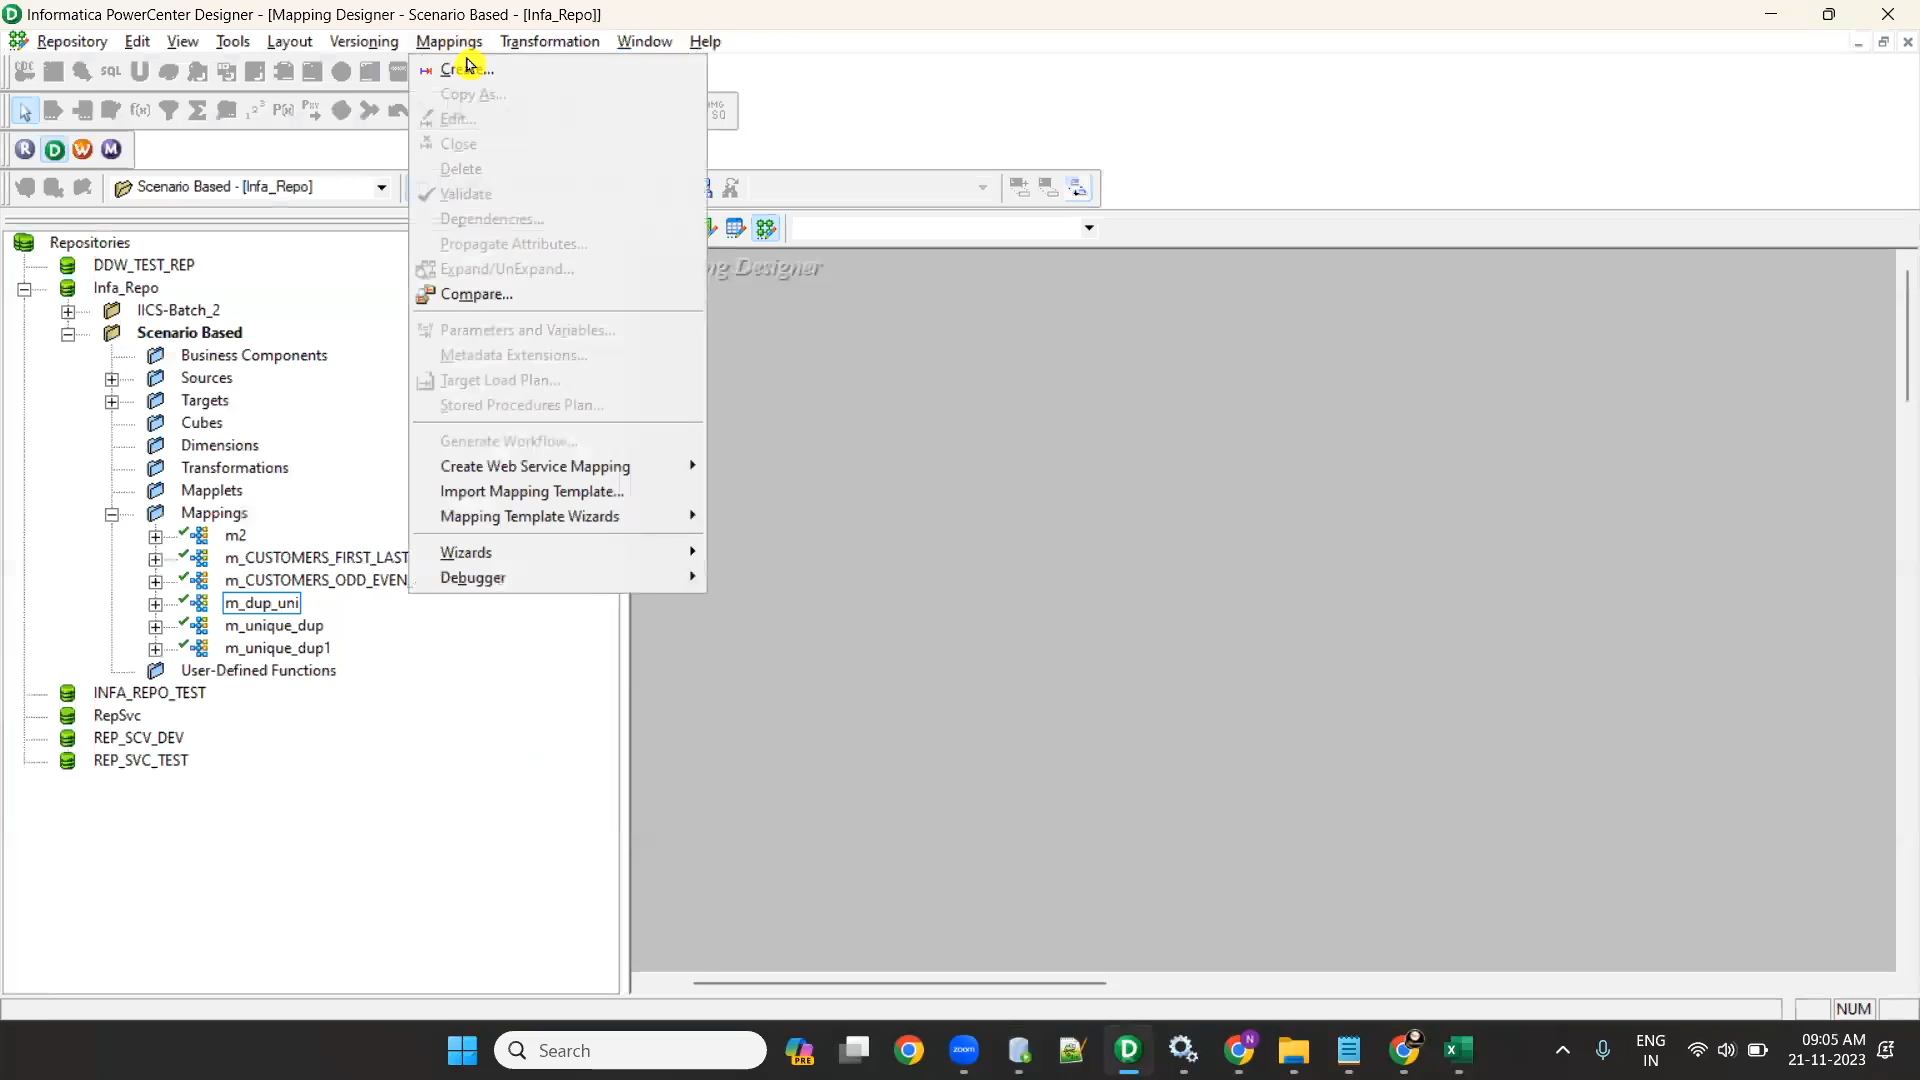 Informatica PowerCenter Designer - [Mapping Designer - Scenario Based - [Infa_Repo]]
Repository Edit View Tools Layout Versioning Mappings Transformation Window Help
SQL
f(x)
R D W M
Scenario Based - [Infa_Repo]
Create...
Copy As...
Edit...
Close
Delete
Validate
Dependencies...
Propagate Attributes...
Expand/UnExpand...
Compare...
Parameters and Variables...
Metadata Extensions...
Target Load Plan...
Stored Procedures Plan...
Generate Workflow...
Create Web Service Mapping
Import Mapping Template...
Mapping Template Wizards
Wizards
Debugger
Designer
Repositories
DDW_TEST_REP
Infa_Repo
IICS-Batch_2
Scenario Based
Business Components
Sources
Targets
Cubes
Dimensions
Transformations
Mapplets
Mappings
m2
m_CUSTOMERS_FIRST_LAST
m_CUSTOMERS_ODD_EVEN
m_dup_uni
m_unique_dup
m_unique_dup1
User-Defined Functions
INFA_REPO_TEST
RepSvc
REP_SCV_DEV
REP_SVC_TEST
NUM
Search
PRE
zoom
D
N
ENG
IN
09:05 AM
21-11-2023